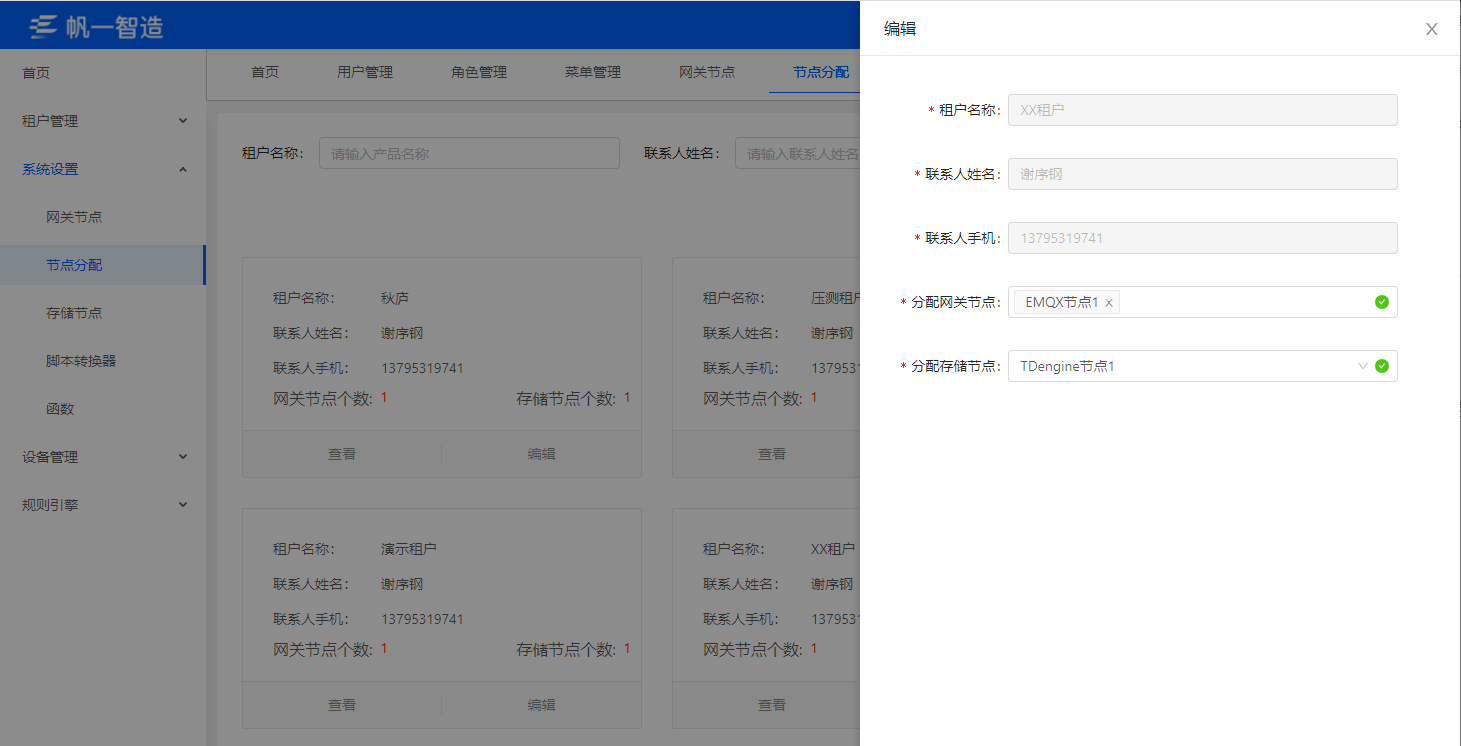 帆一智造
首页
租户管理
系统设置
网关节点
节点分配
存储节点
脚本转换器
函数
设备管理
规则引擎
首页 用户管理 角色管理 菜单管理 网关节点 节点分配
租户名称: 请输入产品名称 联系人姓名: 请输入联系人姓名
租户名称: 秋庐
联系人姓名: 谢序钢
联系人手机: 13795319741
网关节点个数: 1 存储节点个数: 1
查看 编辑
租户名称: 压测租户
联系人姓名: 谢序钢
联系人手机: 137953
网关节点个数: 1
查看
租户名称: 演示租户
联系人姓名: 谢序钢
联系人手机: 13795319741
网关节点个数: 1 存储节点个数: 1
查看 编辑
租户名称: XX租户
联系人姓名: 谢序钢
联系人手机: 137953
网关节点个数: 1
查看
编辑
* 租户名称: XX租户
* 联系人姓名: 谢序钢
* 联系人手机: 13795319741
* 分配网关节点: EMQX节点1
* 分配存储节点: TDengine节点1